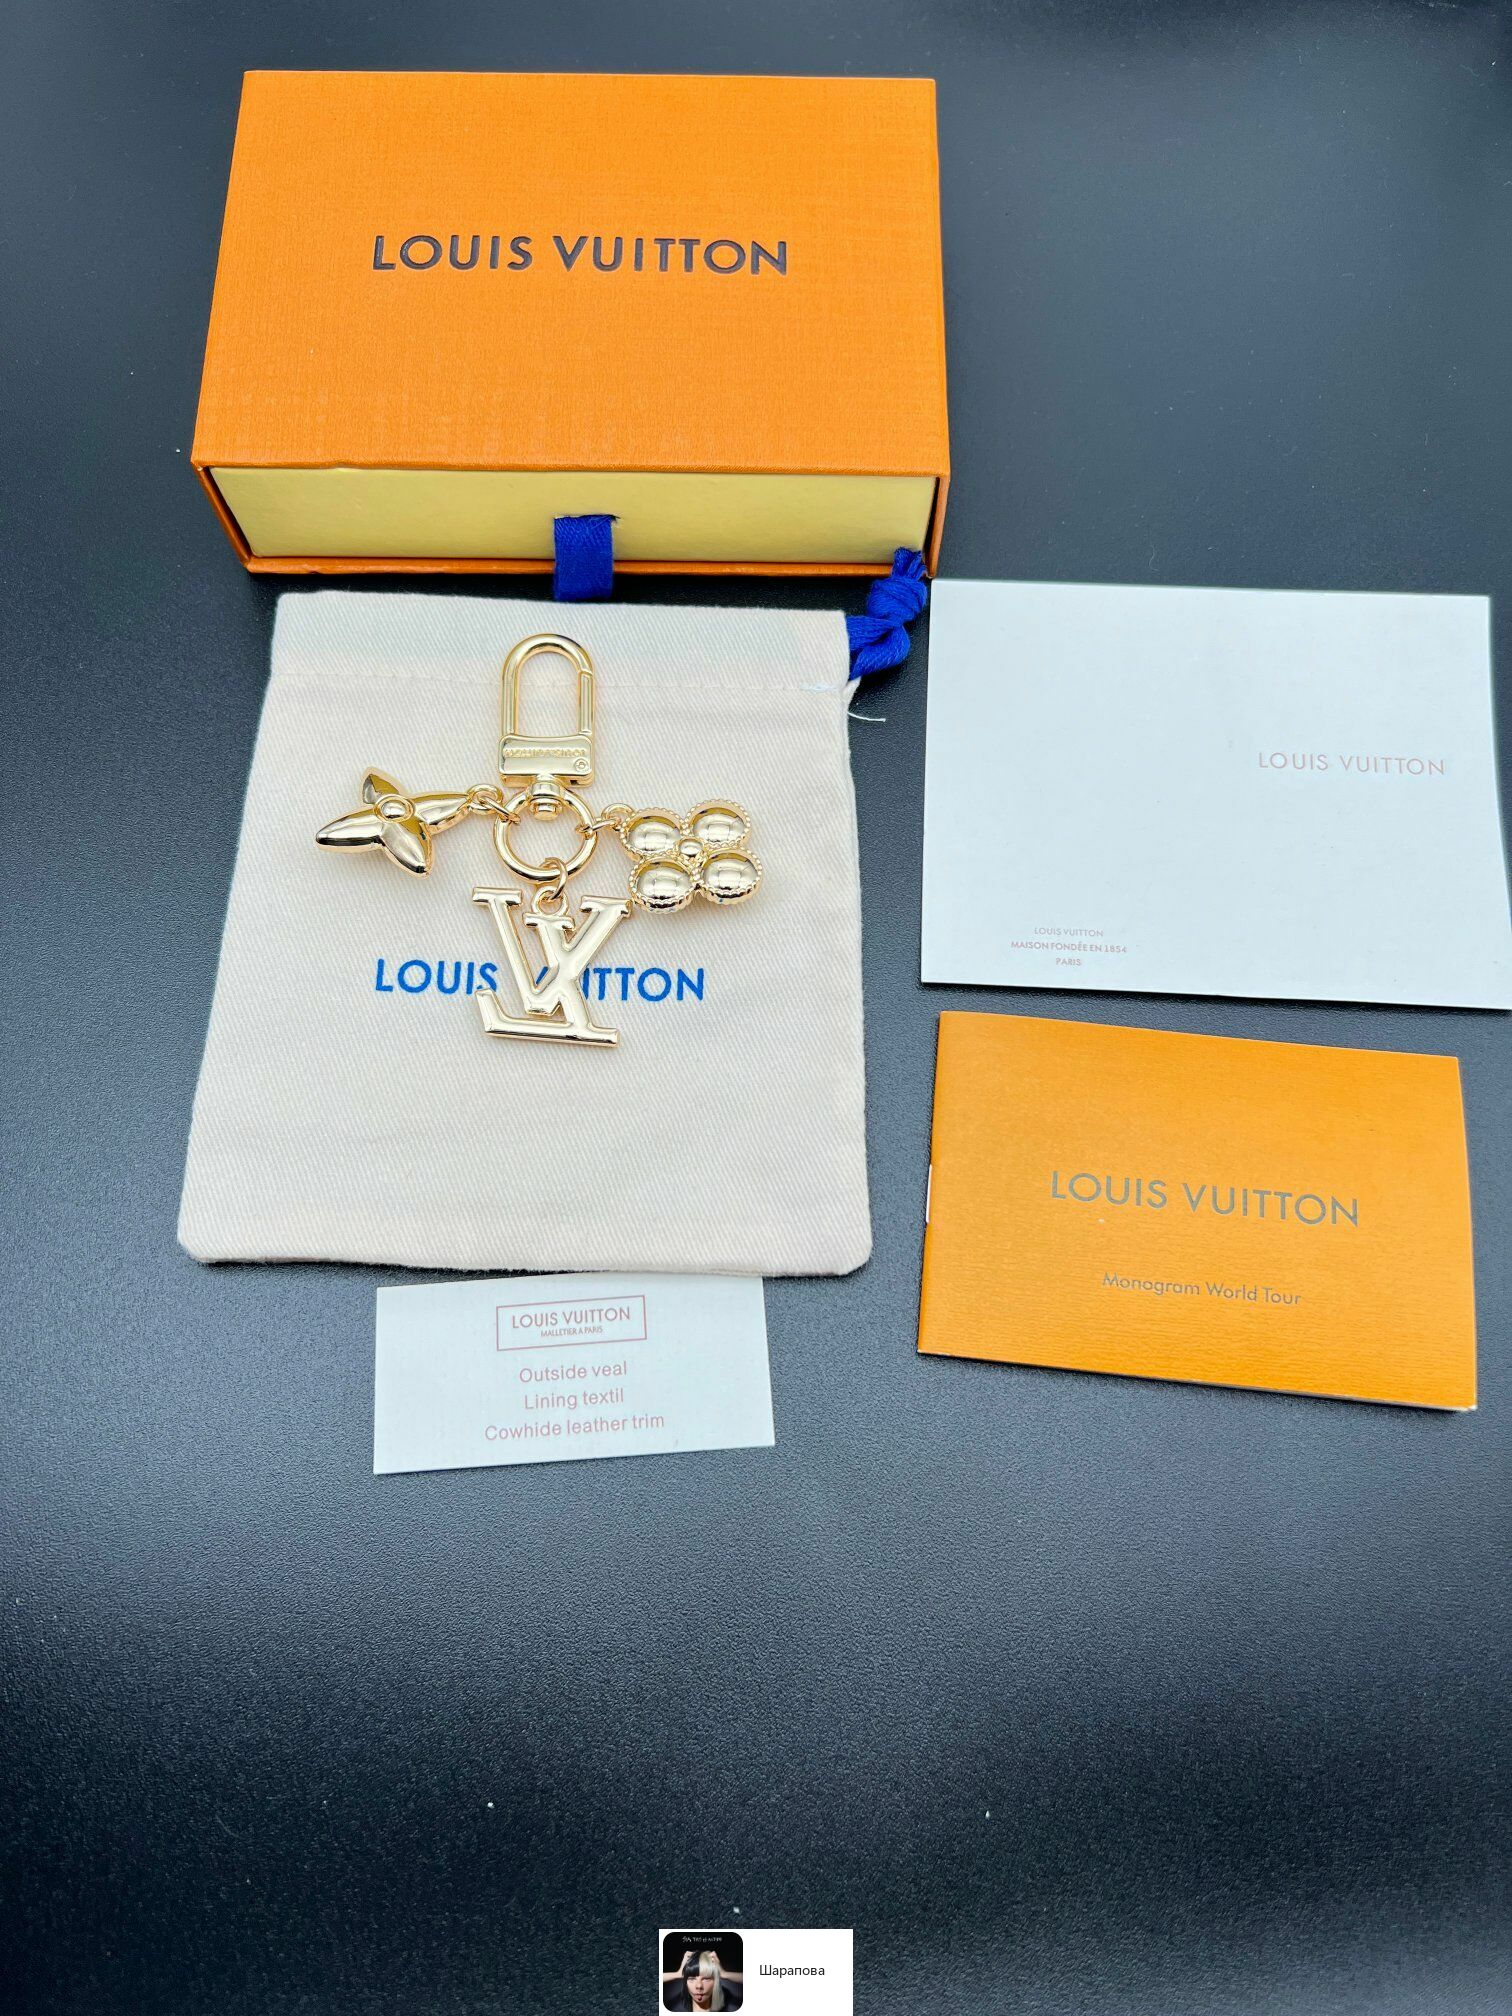 LOUIS VUITTON
LOUIS VUITTON
LOUIS VUITTON
MAISON FONDÉE EN 1854
PARIS
LOUIS VUITTON
LOUIS VUITTON
Monogram World Tour
LOUIS VUITTON
MALLETIER A PARIS
Outside veal
Lining textil
Cowhide leather trim
Шарапова